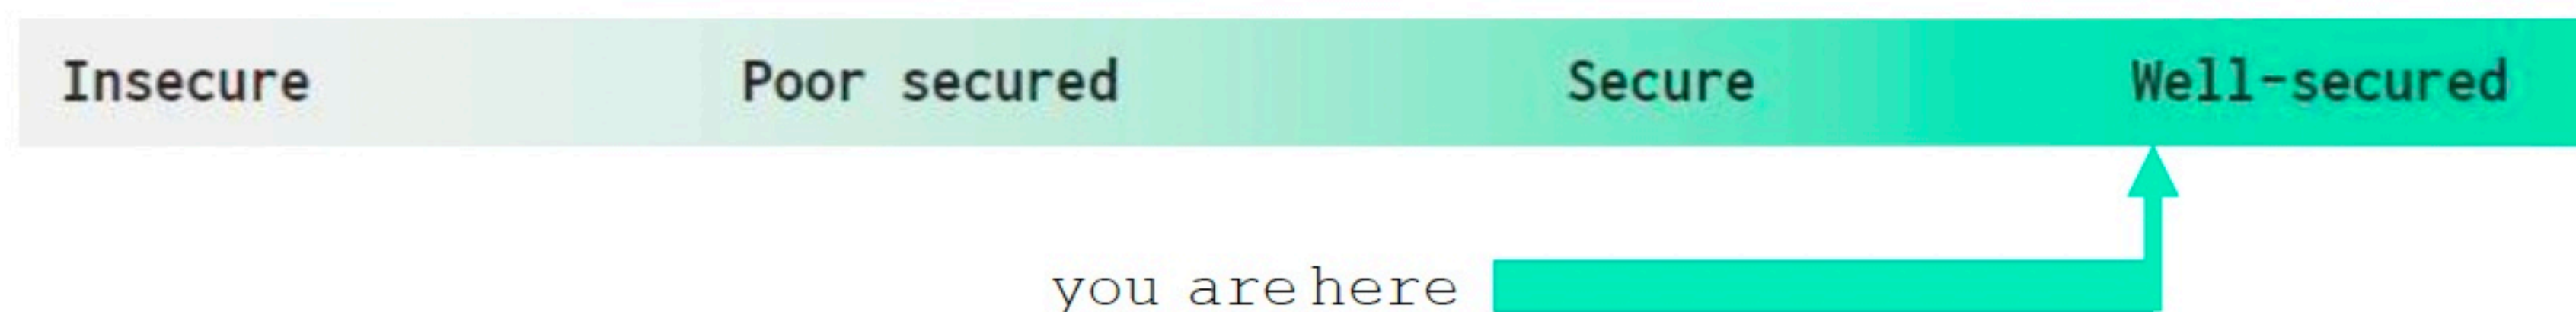 Insecure Poor secured Secure Well-secured
you are here